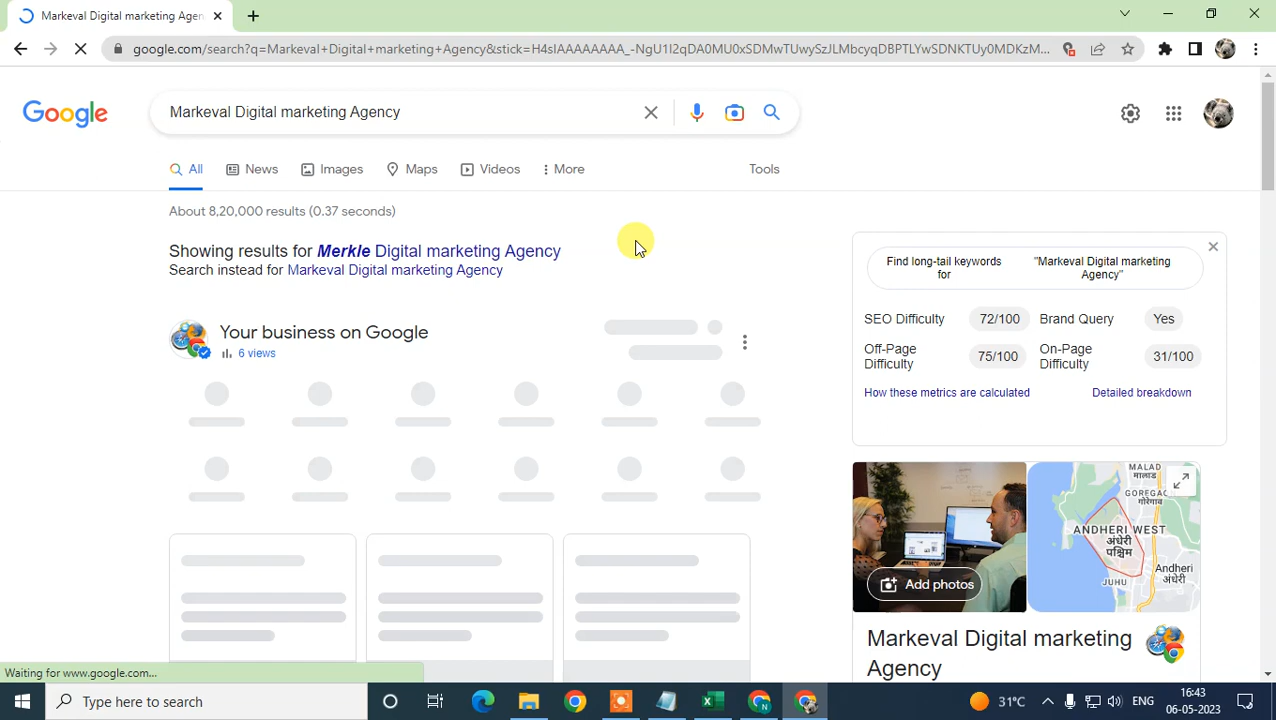 Markeval Digital marketing Agen
google.com/search?q=Markeval+Digital+marketing+Agency&stick=H4sIAAAAAAAA_-NgU1I2qDA0MU0xSDMwTUwySzJLMbcyqDBPTLYwSDNKTUy0MDKzM...
Google
Markeval Digital marketing Agency
All
News
Images
Maps
Videos
More
Tools
About 8,20,000 results (0.37 seconds)
Showing results for Merkle Digital marketing Agency
Search instead for Markeval Digital marketing Agency
Your business on Google
6 views
Find long-tail keywords for "Markeval Digital marketing Agency"
SEO Difficulty 72/100 Brand Query Yes
Off-Page Difficulty 75/100 On-Page Difficulty 31/100
How these metrics are calculated Detailed breakdown
Add photos
MALAD
मालाड
GOREGAO
गोरेगाव
ANDHERI WEST
अंधेरी
पश्चिम
Andheri
अंधेरी
JUHU
Markeval Digital marketing
Agency
Waiting for www.google.com...
Type here to search
31°C
ENG
16:43
06-05-2023